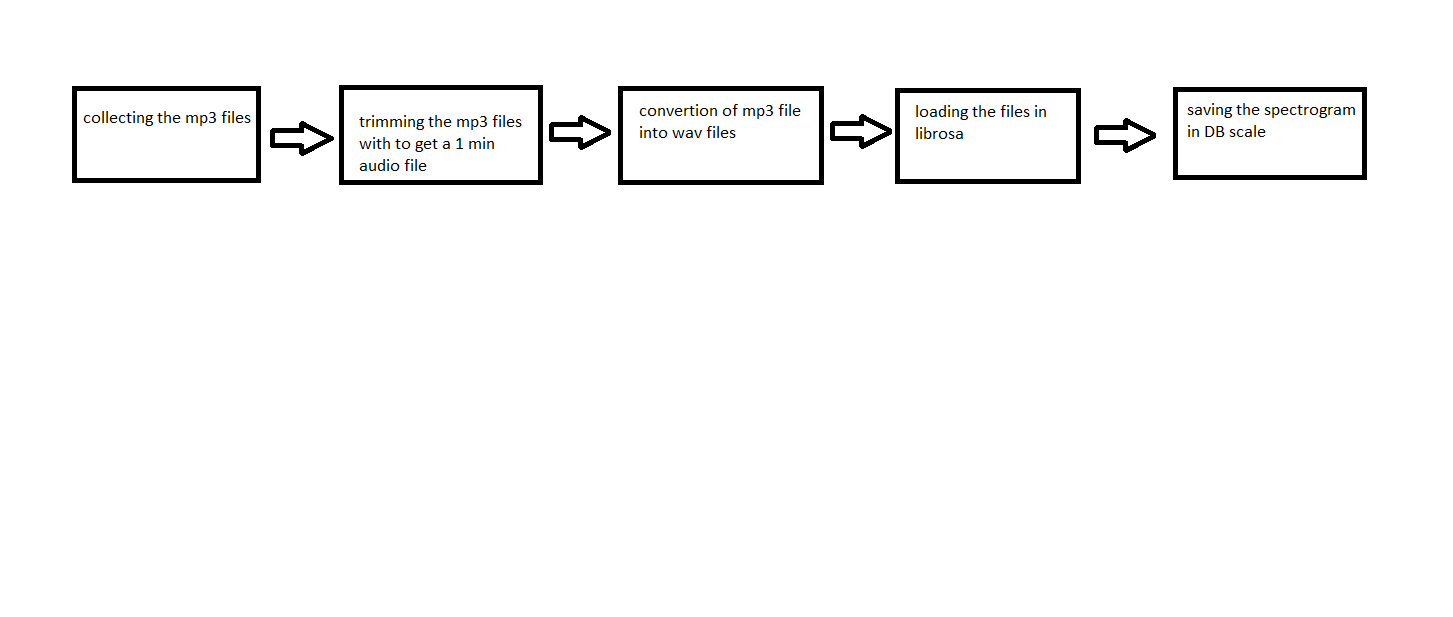 collecting the mp3 files
trimming the mp3 files
with to get a 1 min
audio file
convertion of mp3 file
into wav files
loading the files in
librosa
saving the spectrogram
in DB scale